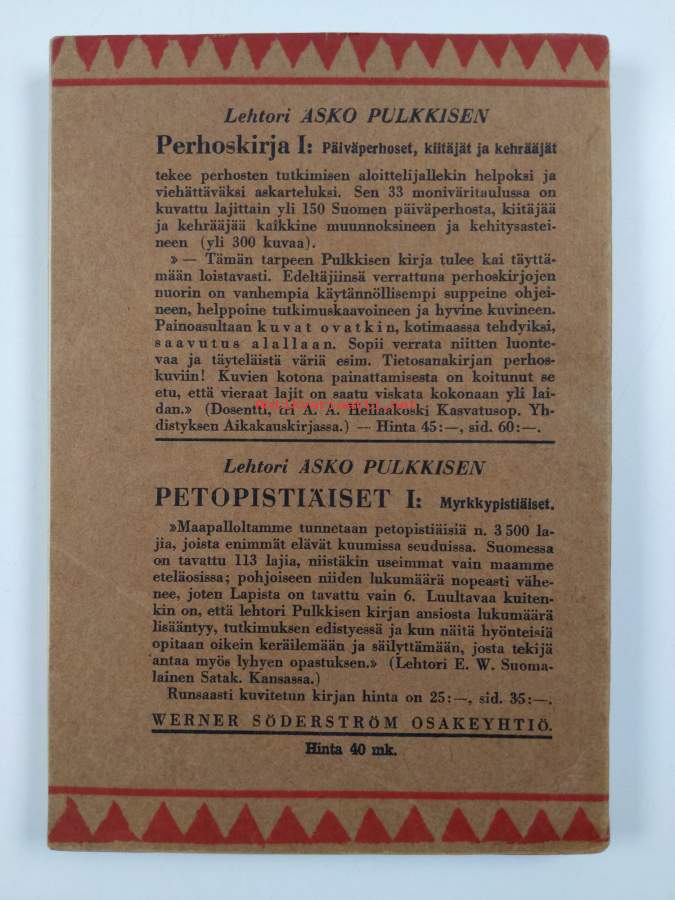 Lehtori ASKO PULKKISEN
Perhoskirja I: Päiväperhoset, kiitäjät ja kehrääjät
tekee perhosten tutkimisen aloittelijallekin helpoksi ja
viehättäväksi askarteluksi. Sen 33 moniväritaulussa on
kuvattu lajittain yli 150 Suomen päiväperhosta, kiitäjää
ja kehrääjää kaikkine muunnoksineen ja kehitysastei-
neen (yli 300 kuvaa).
» — Tämän tarpeen Pulkkisen kirja tulee kai täyttä-
mään loistavasti. Edeltäjiinsä verrattuna perhoskirjojen
nuorin on vanhempia käytännöllisempi suppeine ohjei-
neen, helppoine tutkimuskaavoineen ja hyvine kuvineen.
Painoasultaan kuvat ovatkin, kotimaassa tehdyiksi,
saavutus alallaan. Sopii verrata niitten luonte-
vaa ja täyteläistä väriä esim. Tietosanakirjan perhos-
kuviin! Kuvien kotona painattamisesta on koitunut se
etu, että vieraat lajit on saatu viskata kokonaan yli lai-
dan.» (Dosentti, tri A. A. Hellaakoski Kasvatusop. Yh-
distyksen Aikakauskirjassa.) — Hinta 45:—, sid. 60:—.
Lehtori ASKO PULKKISEN
PETOPISTIÄISET I: Myrkkypistiäiset.
»Maapalloltamme tunnetaan petopistiäisiä n. 3 500 la-
jia, joista enimmät elävät kuumissa seuduissa. Suomessa
on tavattu 113 lajia, niistäkin useimmat vain maamme
eteläosissa; pohjoiseen niiden lukumäärä nopeasti vähe-
nee, joten Lapista on tavattu vain 6. Luultavaa kuiten-
kin on, että lehtori Pulkkisen kirjan ansiosta lukumäärä
lisääntyy, tutkimuksen edistyessä ja kun näitä hyönteisiä
opitaan oikein keräilemään ja säilyttämään, josta tekijä
antaa myös lyhyen opastuksen.» (Lehtori E. W. Suoma-
lainen Satak. Kansassa.)
Runsaasti kuvitetun kirjan hinta on 25:—, sid. 35:—.
WERNER SÖDERSTRÖM OSAKEYHTIÖ.
Hinta 40 mk.